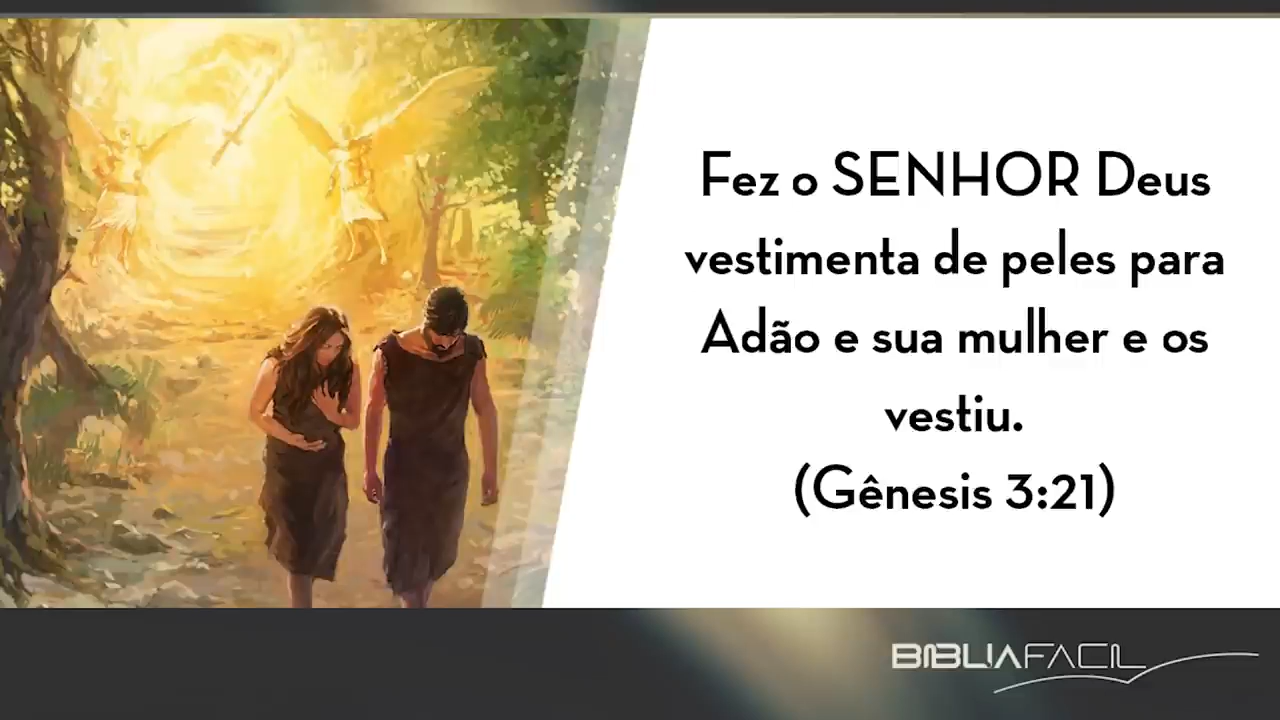 Fez o SENHOR Deus
vestimenta de peles para
Adão e sua mulher e os
vestiu.
(Gênesis 3:21)
BIBLIAFACIL